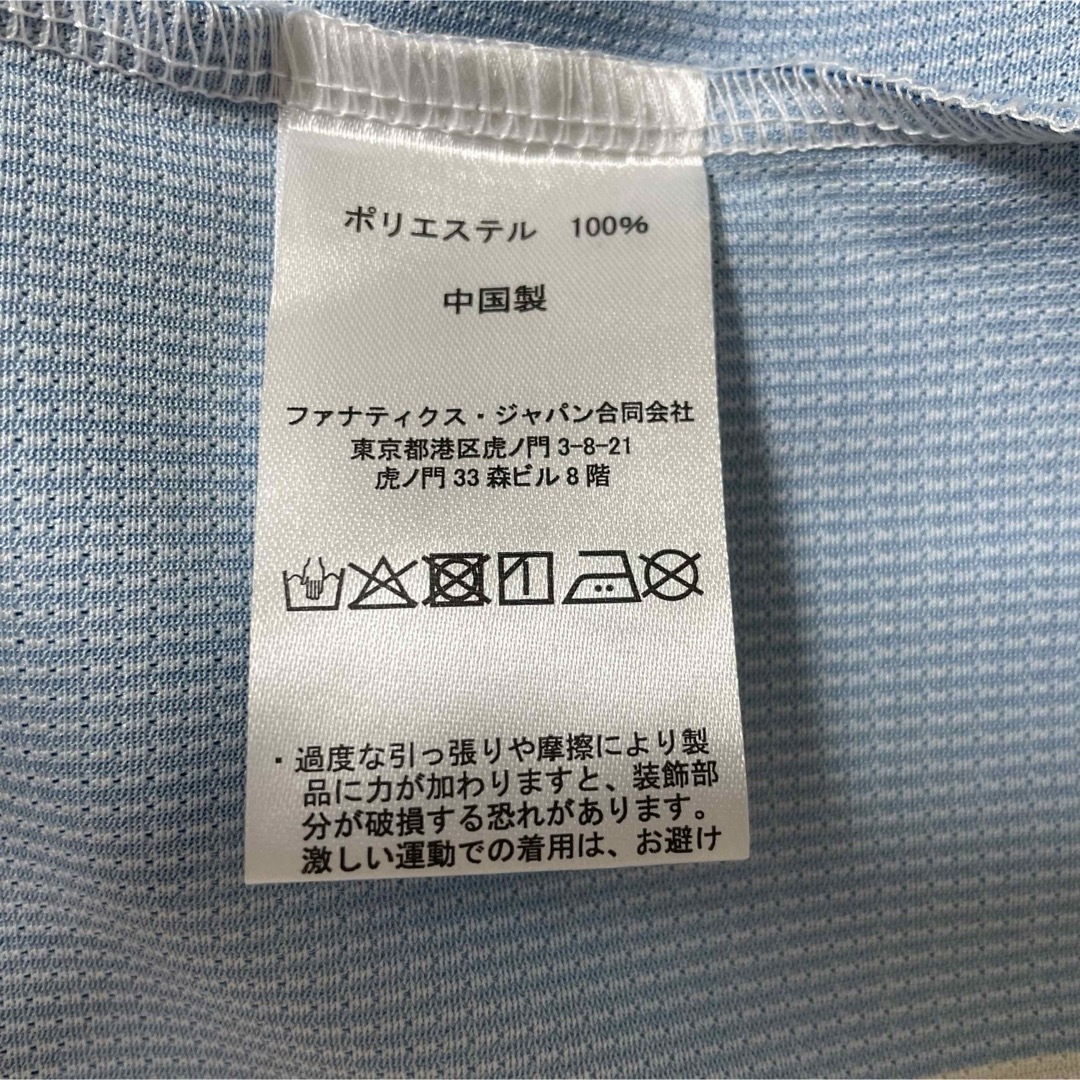 ポリエステル 100%
中国製
ファナティクス・ジャパン合同会社
東京都港区虎ノ門3-8-21
虎ノ門33森ビル8階
・過度な引っ張りや摩擦により製
品に力が加わりますと、装飾部
分が破損する恐れがあります。
激しい運動での着用は、お避け